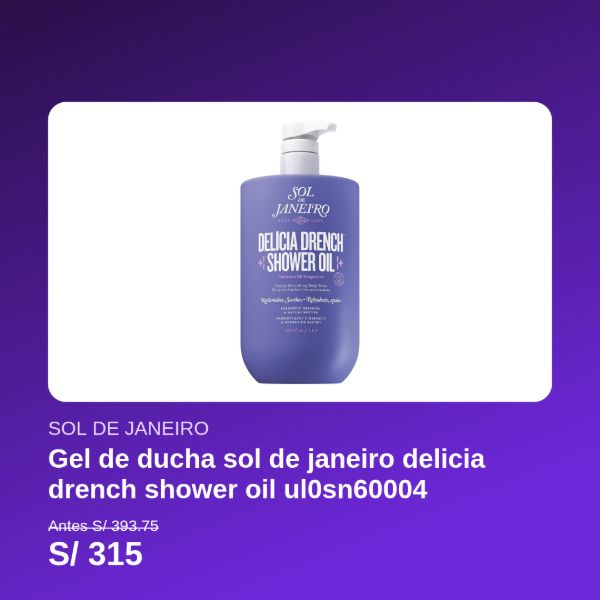 SOL
DE
JANEIRO
DELÍCIA DRENCH
SHOWER OIL
SOL DE JANEIRO
Gel de ducha sol de janeiro delicia
drench shower oil ul0sn60004
Antes S/ 393.75
S/ 315